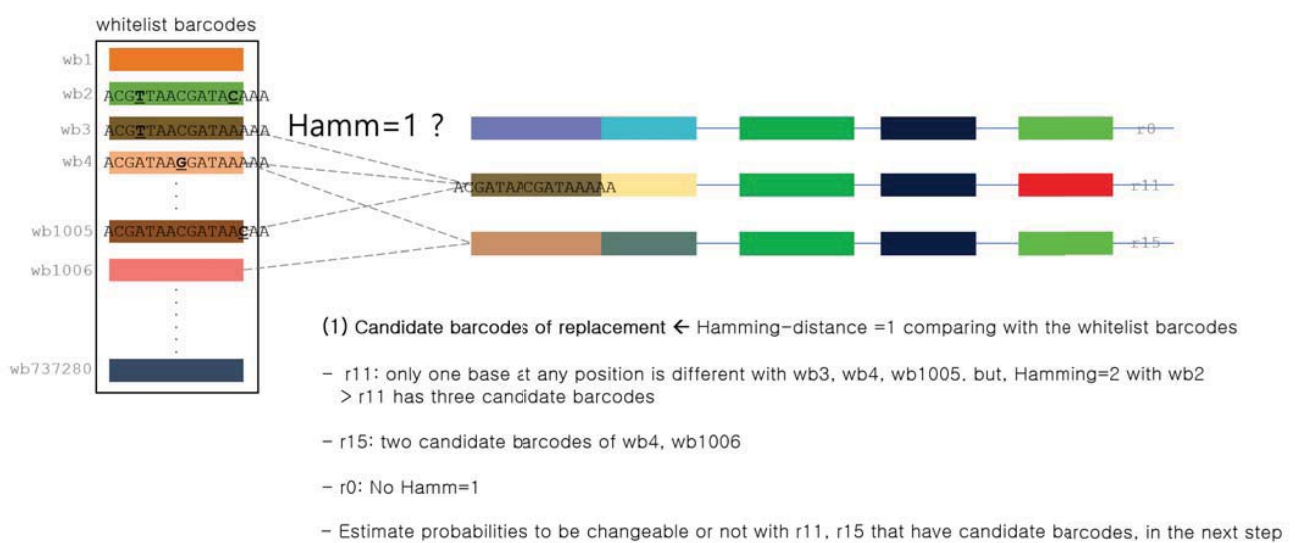 whitelist barcodes
wb1
wb2 ACGTTAACGATACAAA
wb3 ACGTTAACGATAAAAA
Hamm=1 ?
r0
wb4 ACGATAAGGATAAAAA
ACGATAACGATAAAAA
r11
wb1005 ACGATAACGATAACAA
r15
wb1006
wb737280
(1) Candidate barcodes of replacement ← Hamming-distance =1 comparing with the whitelist barcodes
- r11: only one base at any position is different with wb3, wb4, wb1005. but, Hamming=2 with wb2
> r11 has three candidate barcodes
- r15: two candidate barcodes of wb4, wb1006
- r0: No Hamm=1
- Estimate probabilities to be changeable or not with r11, r15 that have candidate barcodes, in the next step